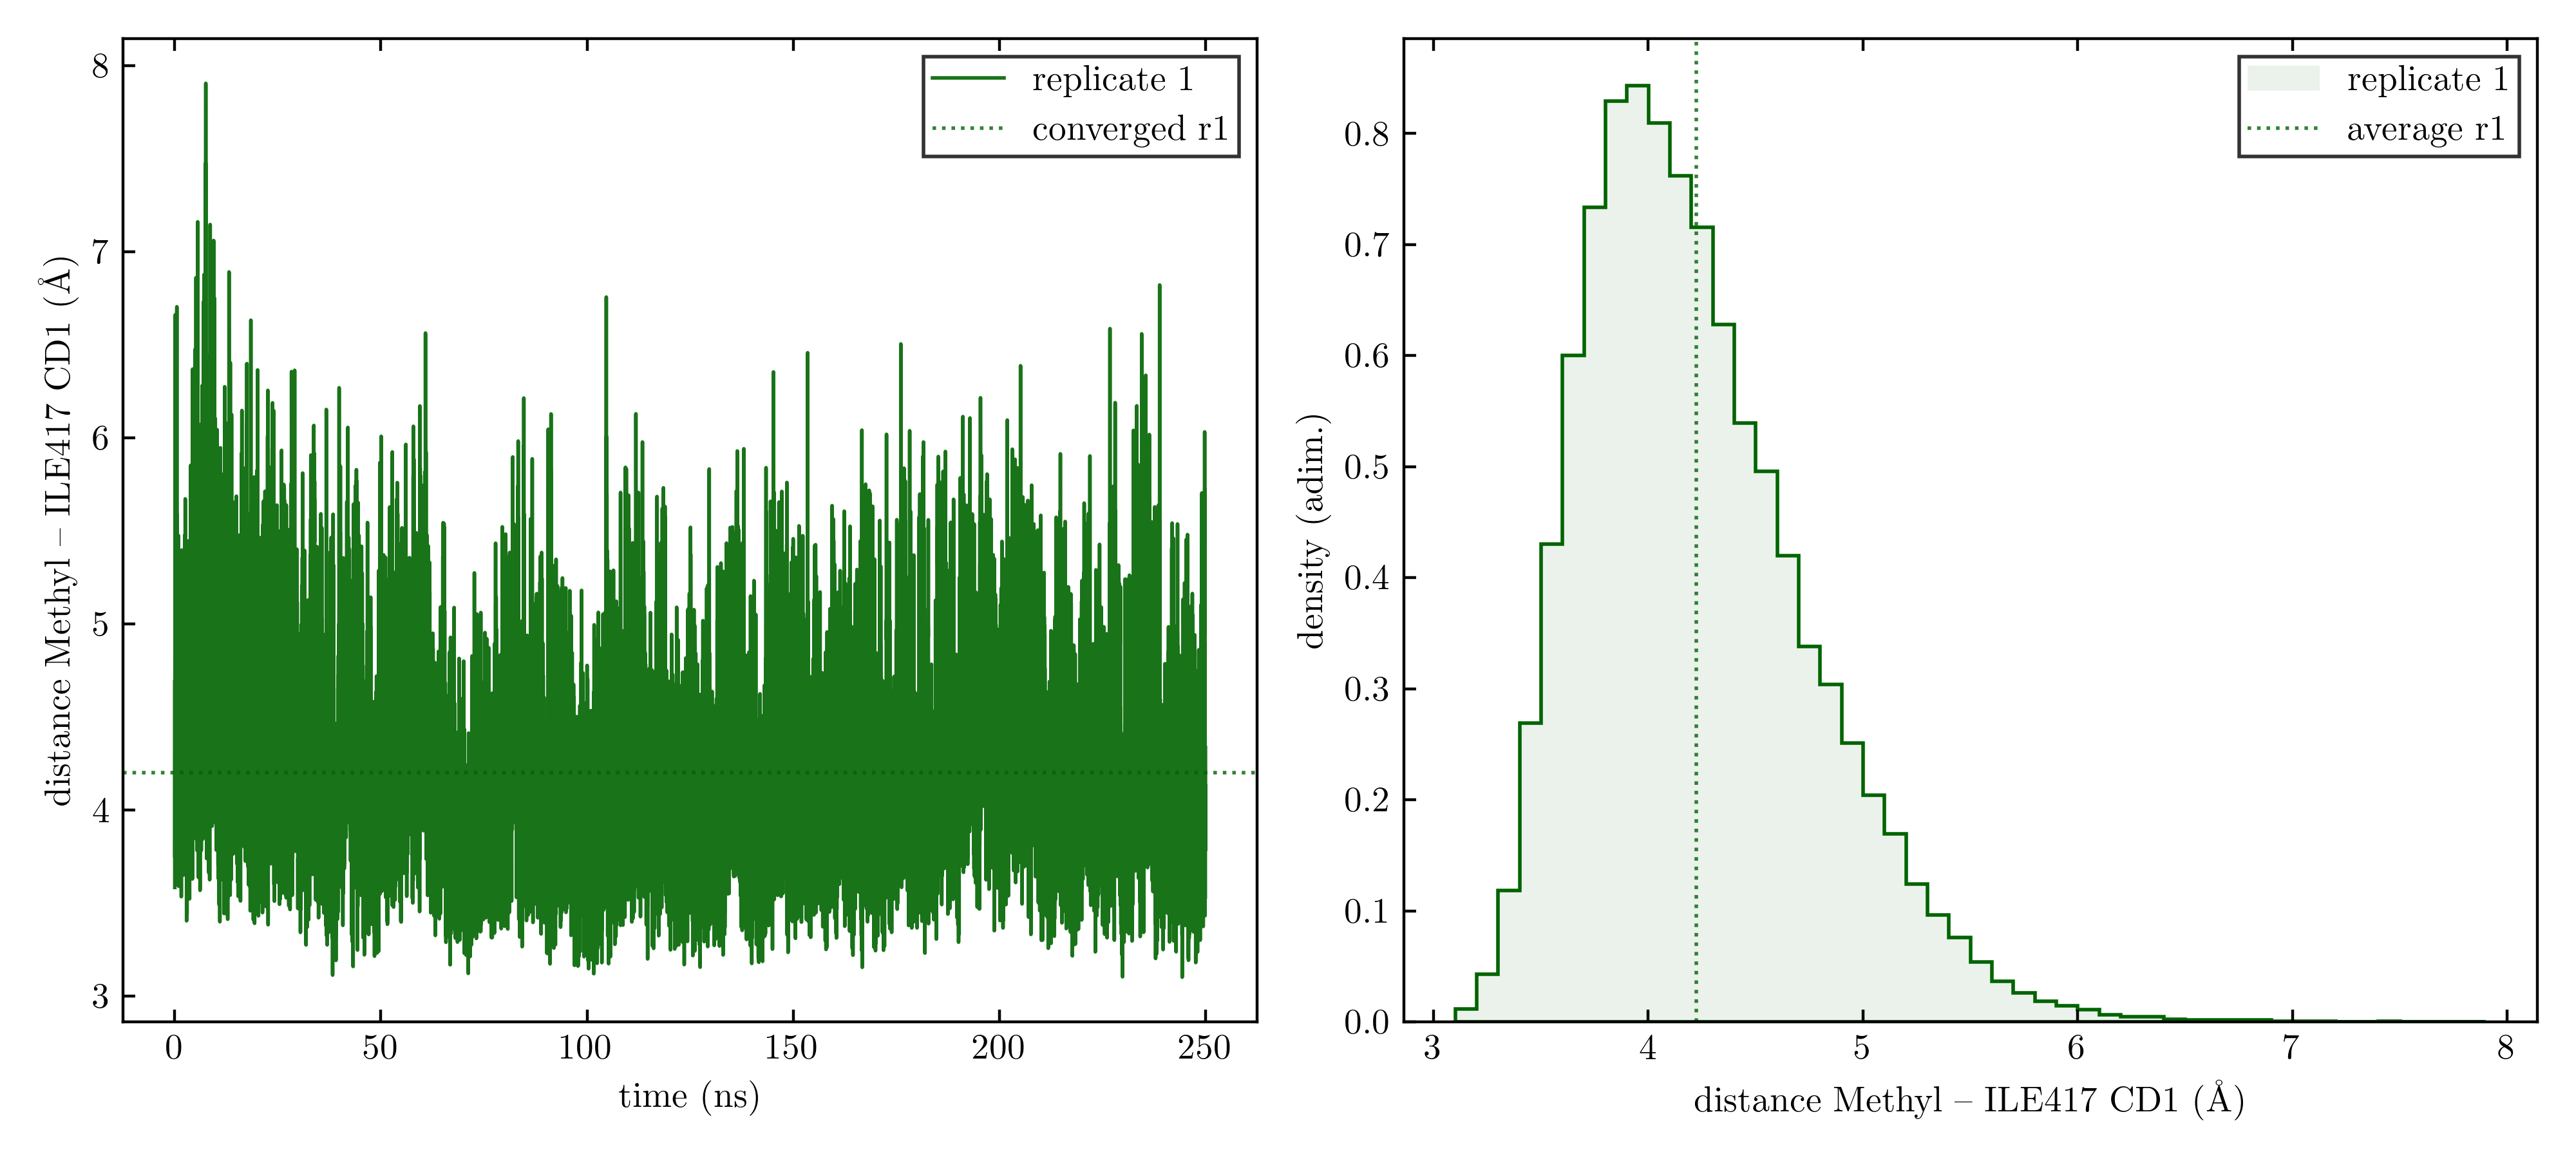 distance Methyl – ILE417 CD1 (Å)
8
7
6
5
4
3
replicate 1
converged r1
0 50 100 150 200 250
time (ns)
density (adim.)
0.8
0.7
0.6
0.5
0.4
0.3
0.2
0.1
0.0
replicate 1
average r1
3 4 5 6 7 8
distance Methyl – ILE417 CD1 (Å)